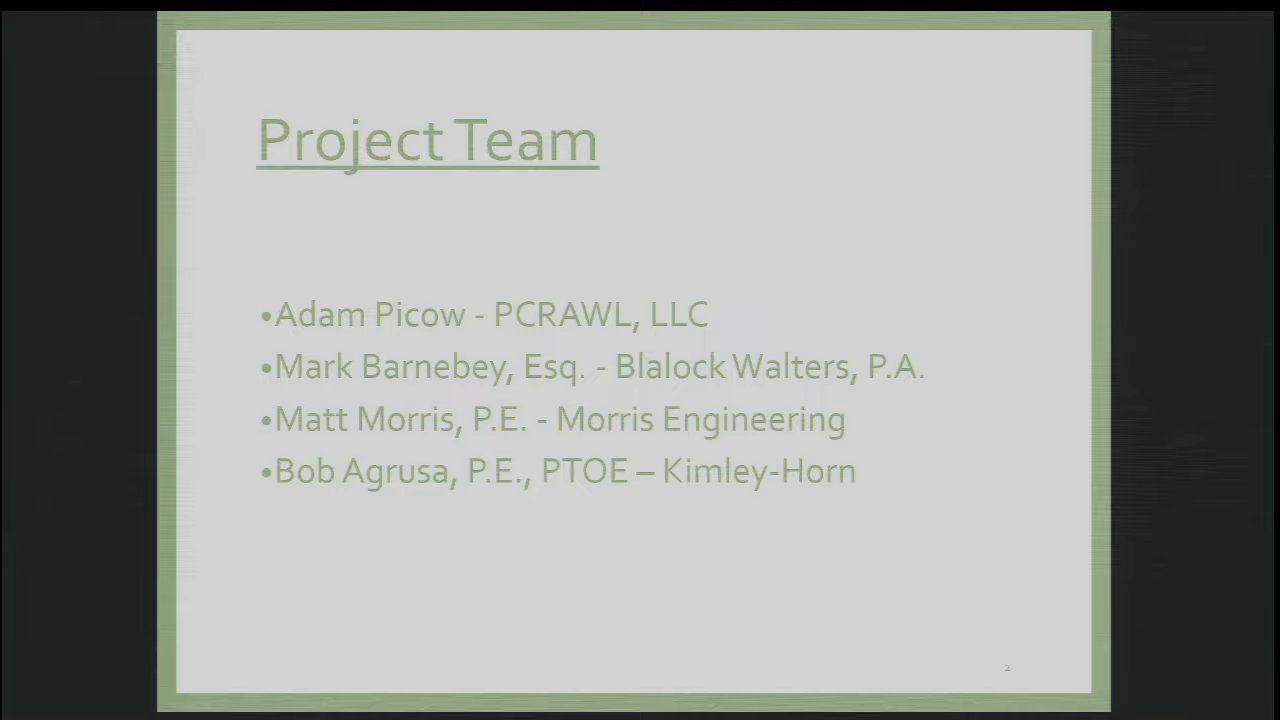 Project Team
•Adam Picow - PCRAWL, LLC
•Mark Barnebey, Esq. - Blalock Walters, P.A.
•Matt Morris, P.E. - Morris Engineering
•Bob Agrusa, P.E., PTOE – Kimley-Horn
2